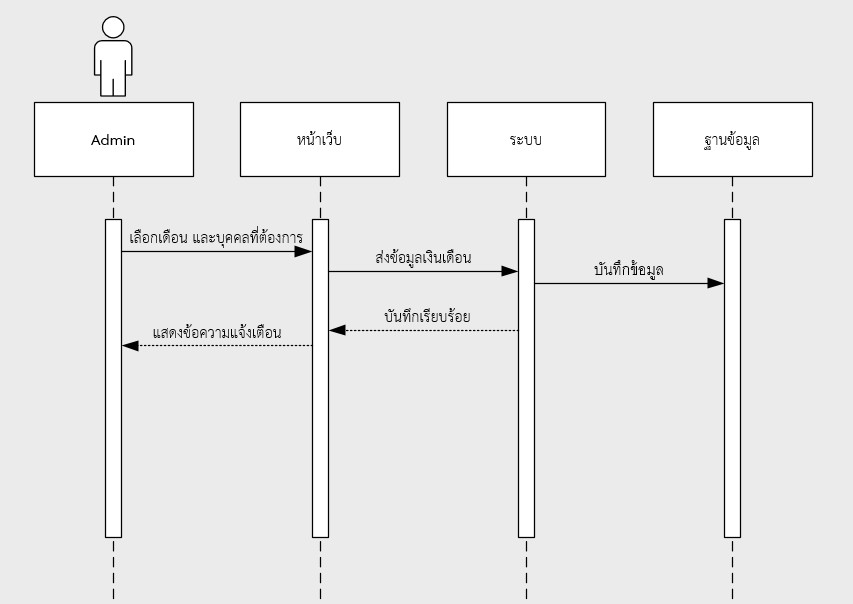 Admin
หน้าเว็บ
ระบบ
ฐานข้อมูล
เลือกเดือน และบุคคลที่ต้องการ
ส่งข้อมูลเงินเดือน
บันทึกข้อมูล
บันทึกเรียบร้อย
แสดงข้อความแจ้งเตือน